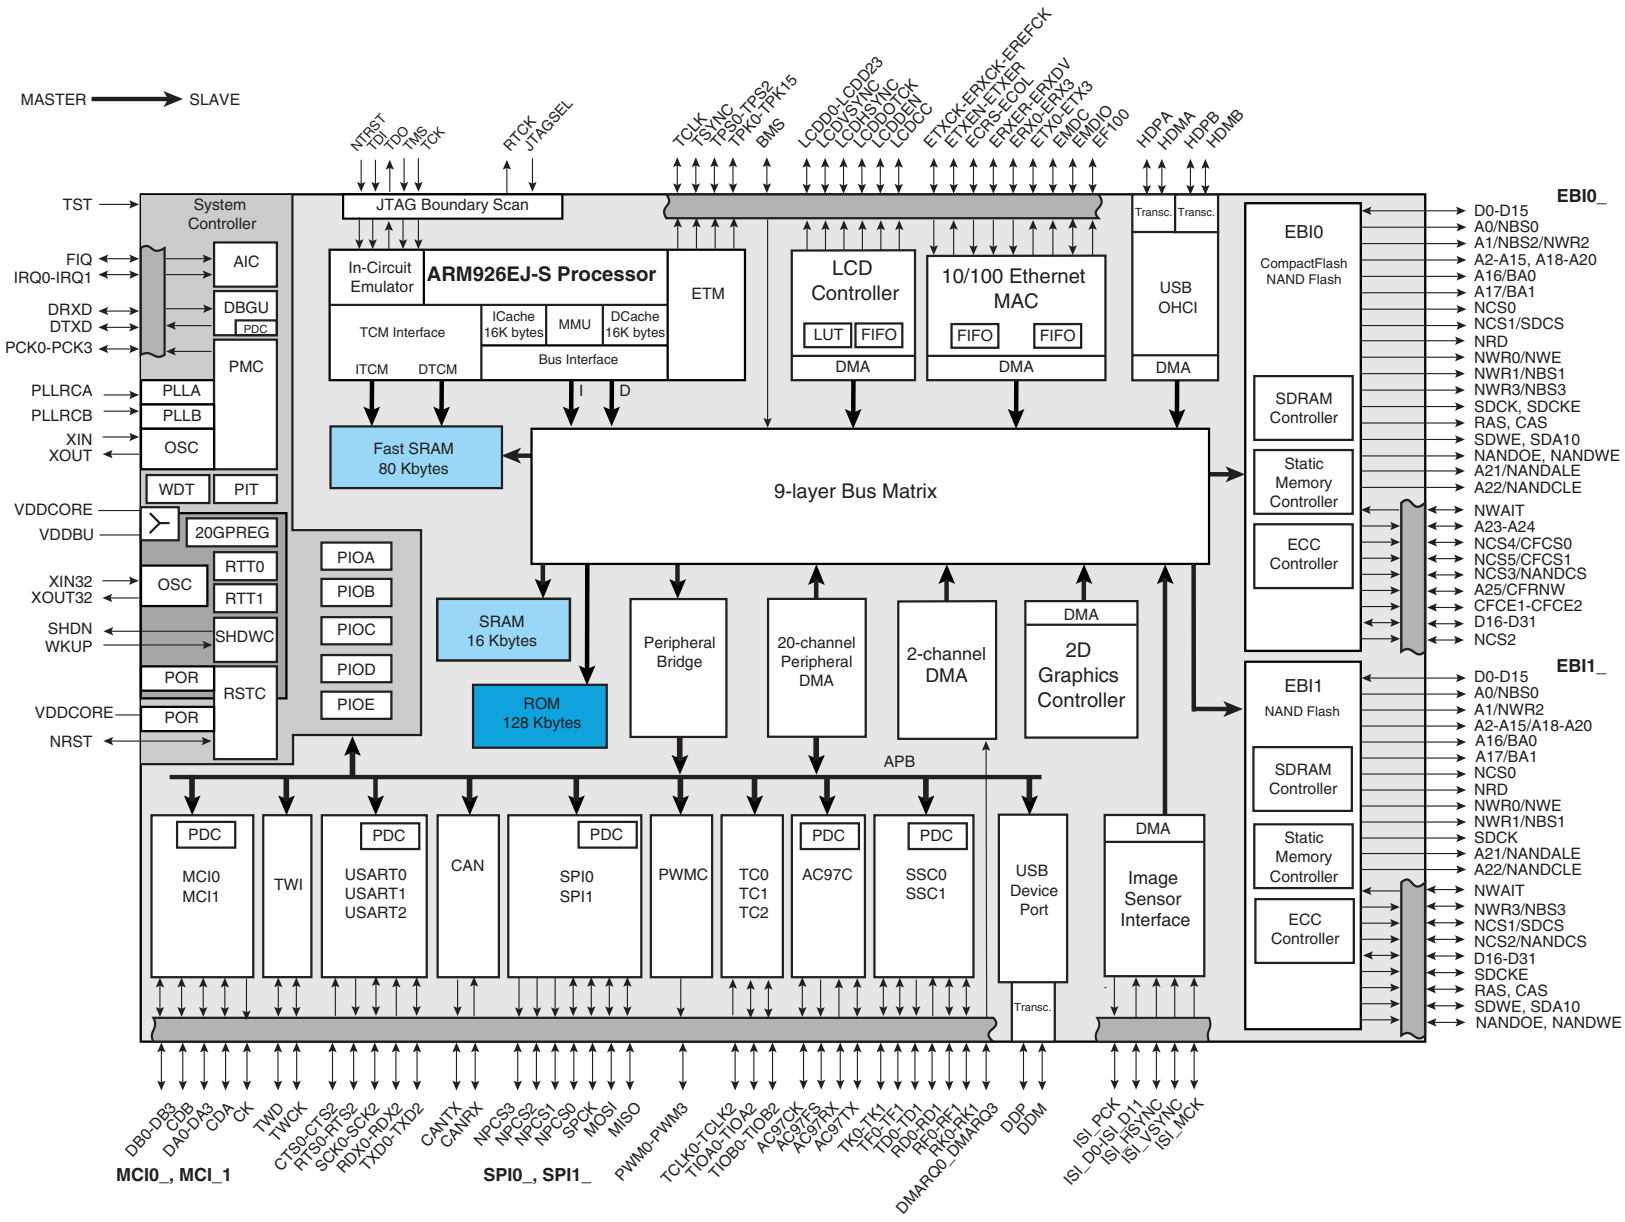 MASTER
SLAVE
NTRST
TDI
TDO
TMS
TCK
RTCK
JTAGSEL
TCLK
TSYNC
TPS0-TPS2
TPK0-TPK15
BMS
LCDD0-LCDD23
LCDVSYNC
LCDHSYNC
LCDDOTCK
LCDDEN
LCDCC
ETXCK-ERXCK-EREFCK
ETXEN-ETXER
ECRS-ECOL
ERXER-ERXDV
ERX0-ERX3
ETX0-ETX3
EMDC
EMDIO
EF100
HDPA
HDMA
HDPB
HDMB
TST
FIQ
IRQ0-IRQ1
DRXD
DTXD
PCK0-PCK3
PLLRCA
PLLRCB
XIN
XOUT
VDDCORE
VDDBU
XIN32
XOUT32
SHDN
WKUP
VDDCORE
NRST
System
Controller
AIC
DBGU
PDC
PMC
PLLA
PLLB
OSC
WDT
PIT
20GPREG
OSC
RTT0
RTT1
SHDWC
POR
RSTC
POR
PIOA
PIOB
PIOC
PIOD
PIOE
JTAG Boundary Scan
In-Circuit
Emulator
ARM926EJ-S Processor
TCM Interface
ICache
16K bytes
MMU
DCache
16K bytes
Bus Interface
ITCM
DTCM
ETM
I
D
LCD
Controller
LUT
FIFO
DMA
10/100 Ethernet
MAC
FIFO
FIFO
DMA
Transc.
Transc.
USB
OHCI
DMA
Fast SRAM
80 Kbytes
9-layer Bus Matrix
SRAM
16 Kbytes
ROM
128 Kbytes
Peripheral
Bridge
20-channel
Peripheral
DMA
2-channel
DMA
DMA
2D
Graphics
Controller
APB
PDC
MCI0
MCI1
TWI
PDC
USART0
USART1
USART2
CAN
PDC
SPI0
SPI1
PWMC
TC0
TC1
TC2
PDC
AC97C
PDC
SSC0
SSC1
USB
Device
Port
Transc.
DMA
Image
Sensor
Interface
EBI0
CompactFlash
NAND Flash
SDRAM
Controller
Static
Memory
Controller
ECC
Controller
EBI1
NAND Flash
SDRAM
Controller
Static
Memory
Controller
ECC
Controller
EBI0_
D0-D15
A0/NBS0
A1/NBS2/NWR2
A2-A15, A18-A20
A16/BA0
A17/BA1
NCS0
NCS1/SDCS
NRD
NWR0/NWE
NWR1/NBS1
NWR3/NBS3
SDCK, SDCKE
RAS, CAS
SDWE, SDA10
NANDOE, NANDWE
A21/NANDALE
A22/NANDCLE
NWAIT
A23-A24
NCS4/CFCS0
NCS5/CFCS1
NCS3/NANDCS
A25/CFRNW
CFCE1-CFCE2
D16-D31
NCS2
EBI1_
D0-D15
A0/NBS0
A1/NWR2
A2-A15/A18-A20
A16/BA0
A17/BA1
NCS0
NRD
NWR0/NWE
NWR1/NBS1
SDCK
A21/NANDALE
A22/NANDCLE
NWAIT
NWR3/NBS3
NCS1/SDCS
NCS2/NANDCS
D16-D31
SDCKE
RAS, CAS
SDWE, SDA10
NANDOE, NANDWE
DB0-DB3
CDB
DA0-DA3
CDA
CK
TWD
TWCK
CTS0-CTS2
RTS0-RTS2
SCK0-SCK2
RDX0-RDX2
TXD0-TXD2
CANTX
CANRX
NPCS3
NPCS2
NPCS1
NPCS0
SPCK
MOSI
MISO
PWM0-PWM3
TCLK0-TCLK2
TIOA0-TIOA2
TIOB0-TIOB2
AC97CK
AC97FS
AC97RX
AC97TX
TK0-TK1
TF0-TF1
TD0-TD1
RD0-RD1
RF0-RF1
RK0-RK1
DMARQ0_DMARQ3
DDP
DDM
ISI_PCK
ISI_D0-ISI_D11
ISI_HSYNC
ISI_VSYNC
ISI_MCK
MCI0_, MCI_1
SPI0_, SPI1_